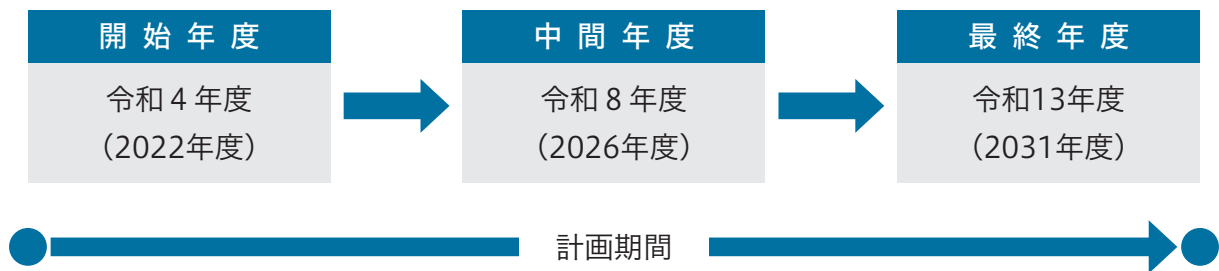 開始年度
令和4年度
（2022年度）
中間年度
令和8年度
（2026年度）
最終年度
令和13年度
（2031年度）
計画期間